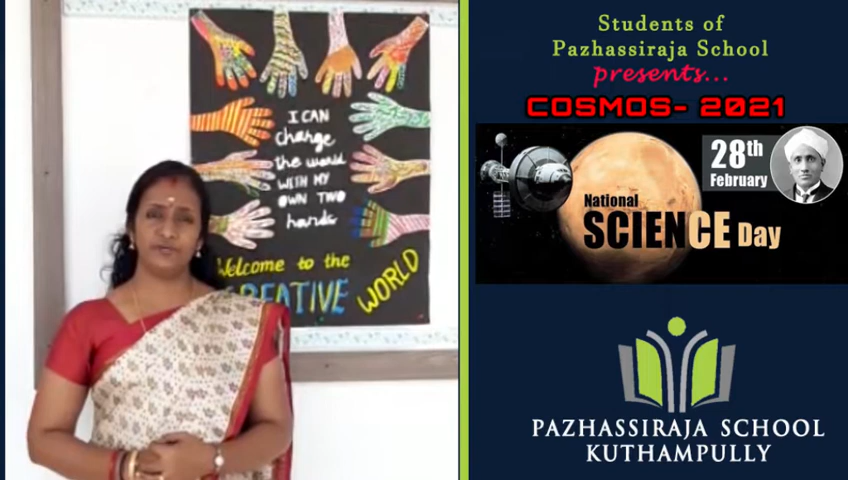 I CAN
change
the world
WITH MY
OWN TWO
hands
Welcome to the
CREATIVE WORLD
Students of
Pazhassiraja School
presents...
COSMOS- 2021
28th
February
National
SCIENCE Day
PAZHASSIRAJA SCHOOL
KUTHAMPULLY